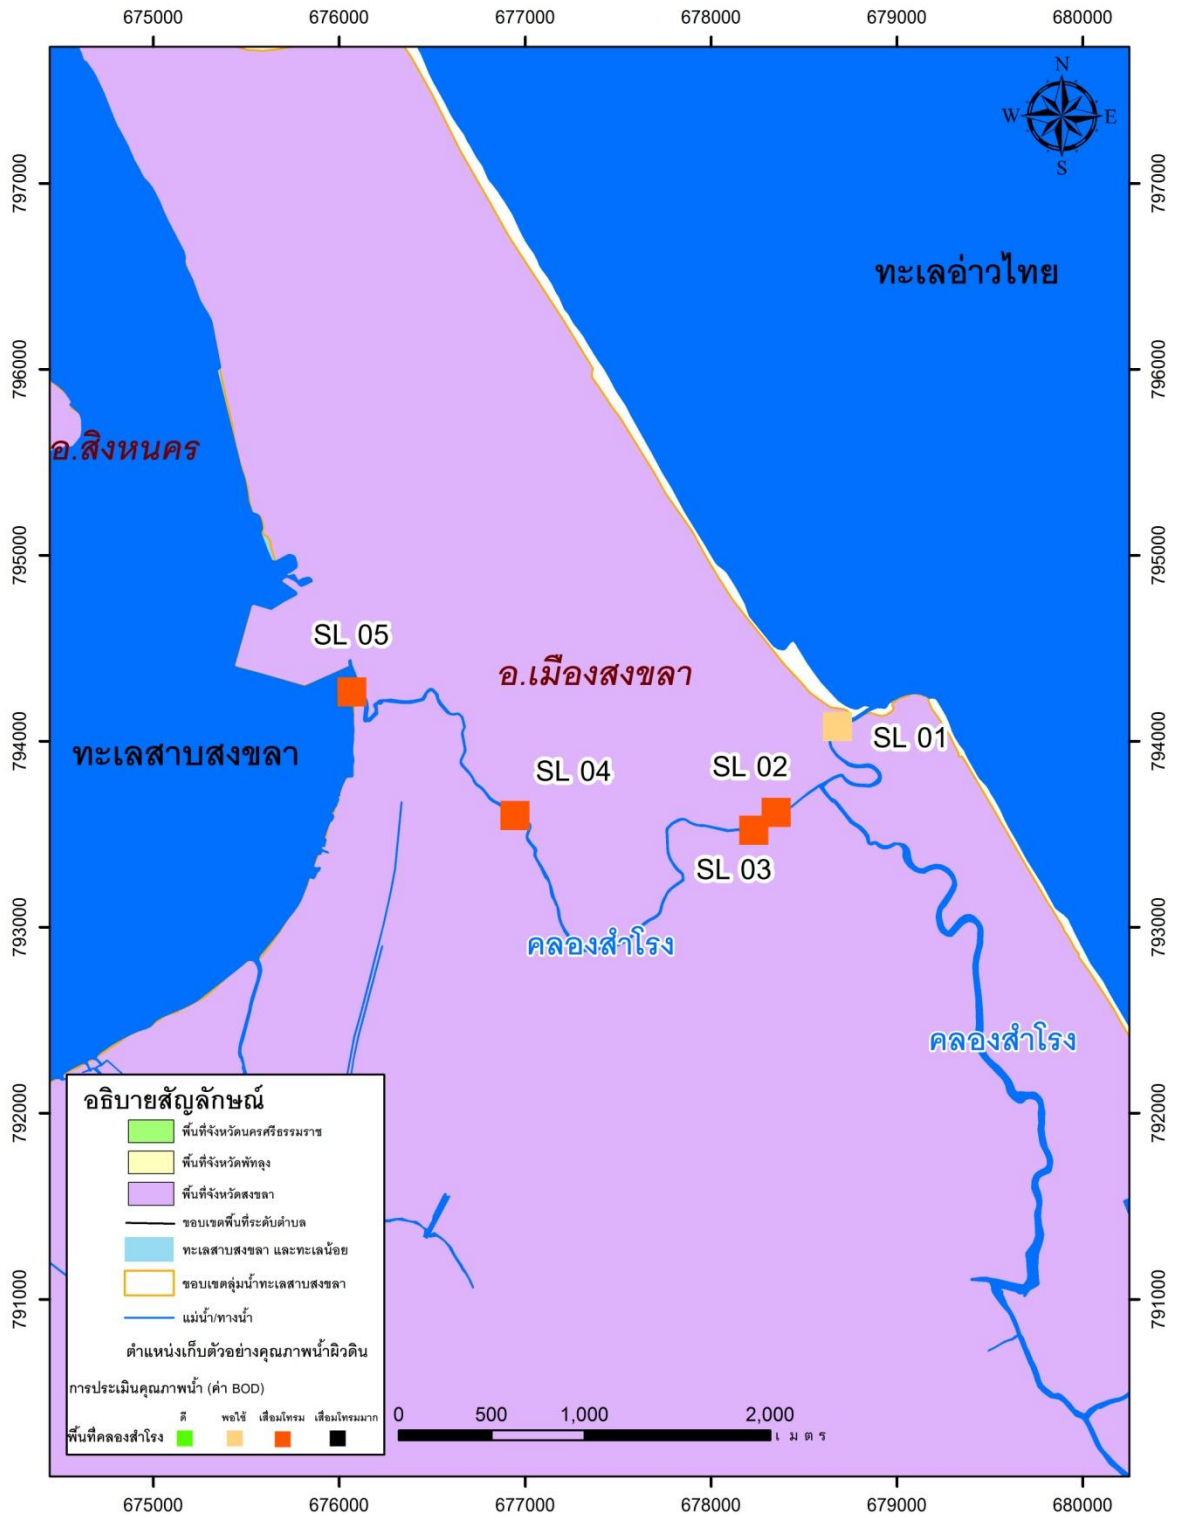 675000 676000 677000 678000 679000 680000
N
W E
S
797000 797000
ทะเลอ่าวไทย
796000 796000
อ.สิงหนคร
795000 795000
SL 05
อ.เมืองสงขลา
794000 794000
ทะเลสาบสงขลา
SL 01
SL 02
SL 04
SL 03
793000 793000
คลองสำโรง
คลองสำโรง
792000 792000
อธิบายสัญลักษณ์
พื้นที่จังหวัดนครศรีธรรมราช
พื้นที่จังหวัดพัทลุง
พื้นที่จังหวัดสงขลา
ขอบเขตพื้นที่ระดับตำบล
ทะเลสาบสงขลา และทะเลน้อย
ขอบเขตลุ่มน้ำทะเลสาบสงขลา
แม่น้ำ/ทางน้ำ
791000 791000
ตำแหน่งเก็บตัวอย่างคุณภาพน้ำผิวดิน
การประเมินคุณภาพน้ำ (ค่า BOD)
ดี พอใช้ เสื่อมโทรม เสื่อมโทรมมาก
พื้นที่คลองสำโรง
0 500 1,000 2,000
เมตร
675000 676000 677000 678000 679000 680000